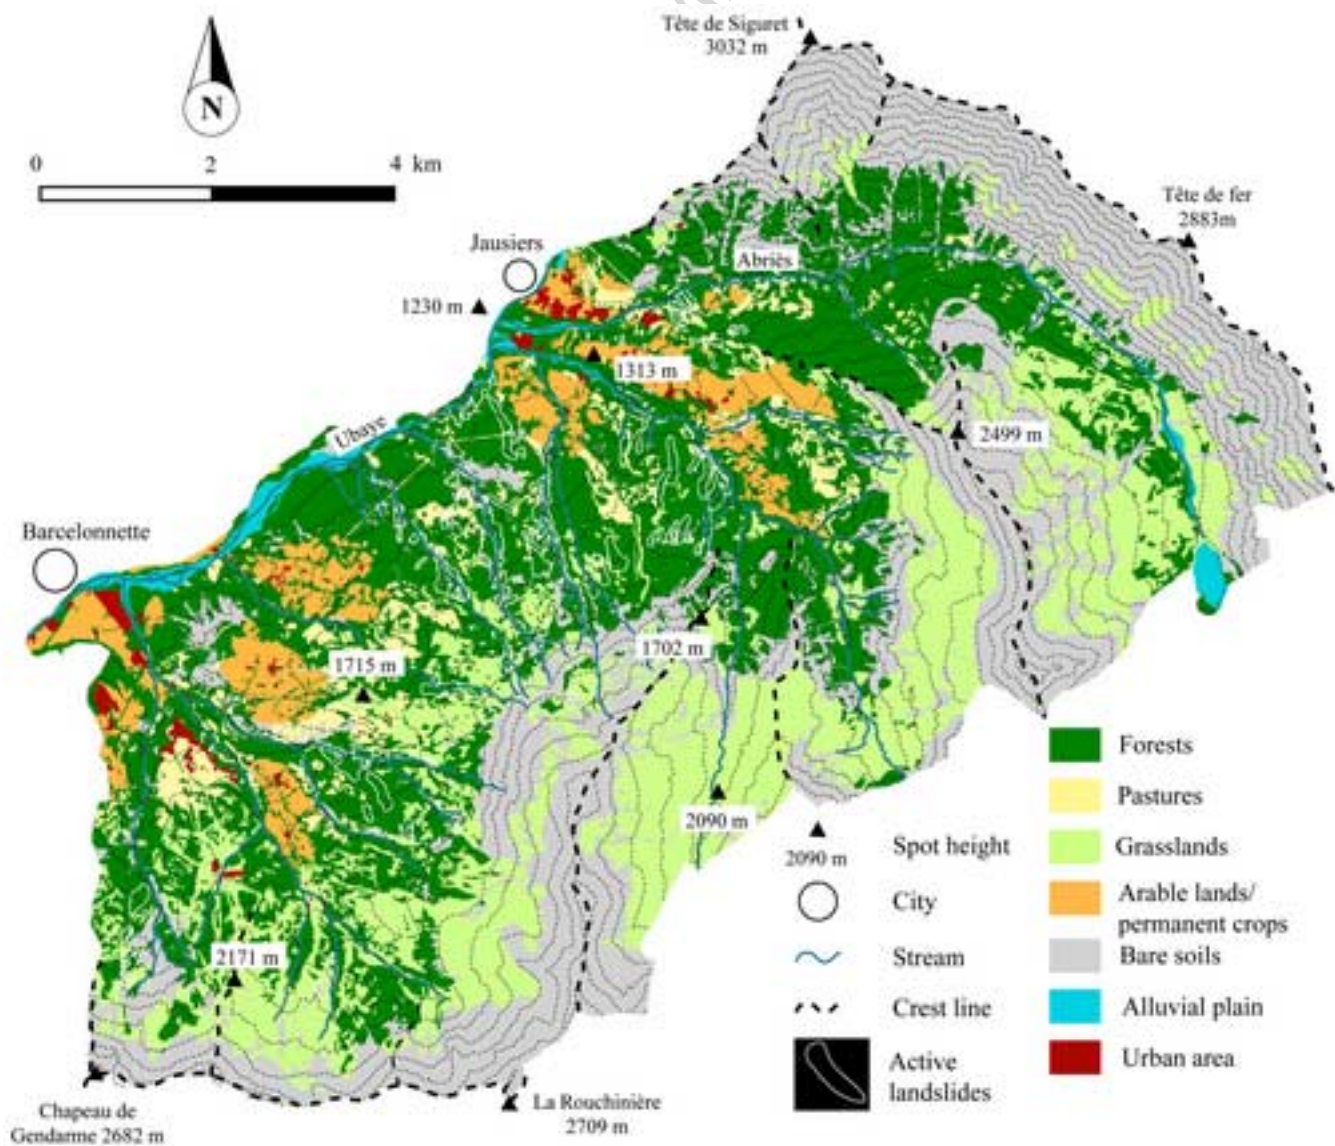 Tête de Siguret
3032 m
N
0 2 4 km
Tête de fer
2883m
Jausiers
Abriès
1230 m
1313 m
Ubaye
2499 m
Barcelonnette
1702 m
1715 m
Forests
Pastures
2090 m
Spot height
Grasslands
2090 m
City
Arable lands/
permanent crops
Stream
Bare soils
2171 m
Crest line
Alluvial plain
Active
landslides
Urban area
La Rouchinière
2709 m
Chapeau de
Gendarme 2682 m